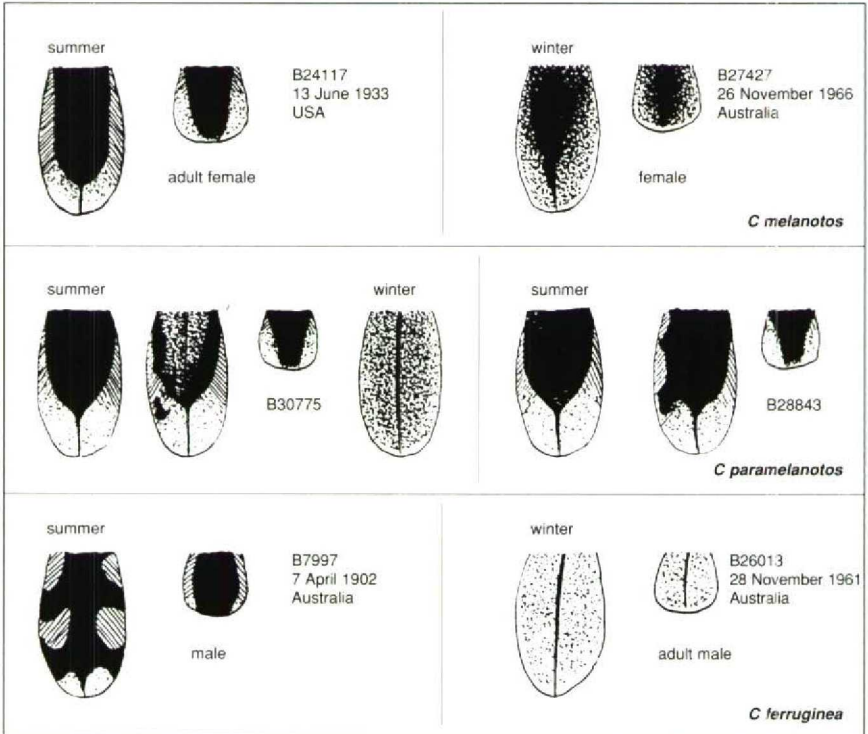 summer
B24117
13 June 1933
USA
adult female
winter
B27427
26 November 1966
Australia
female
C melanotos
summer
winter
B30775
summer
B28843
C paramelanotos
summer
B7997
7 April 1902
Australia
male
winter
B26013
28 November 1961
Australia
adult male
C ferruginea